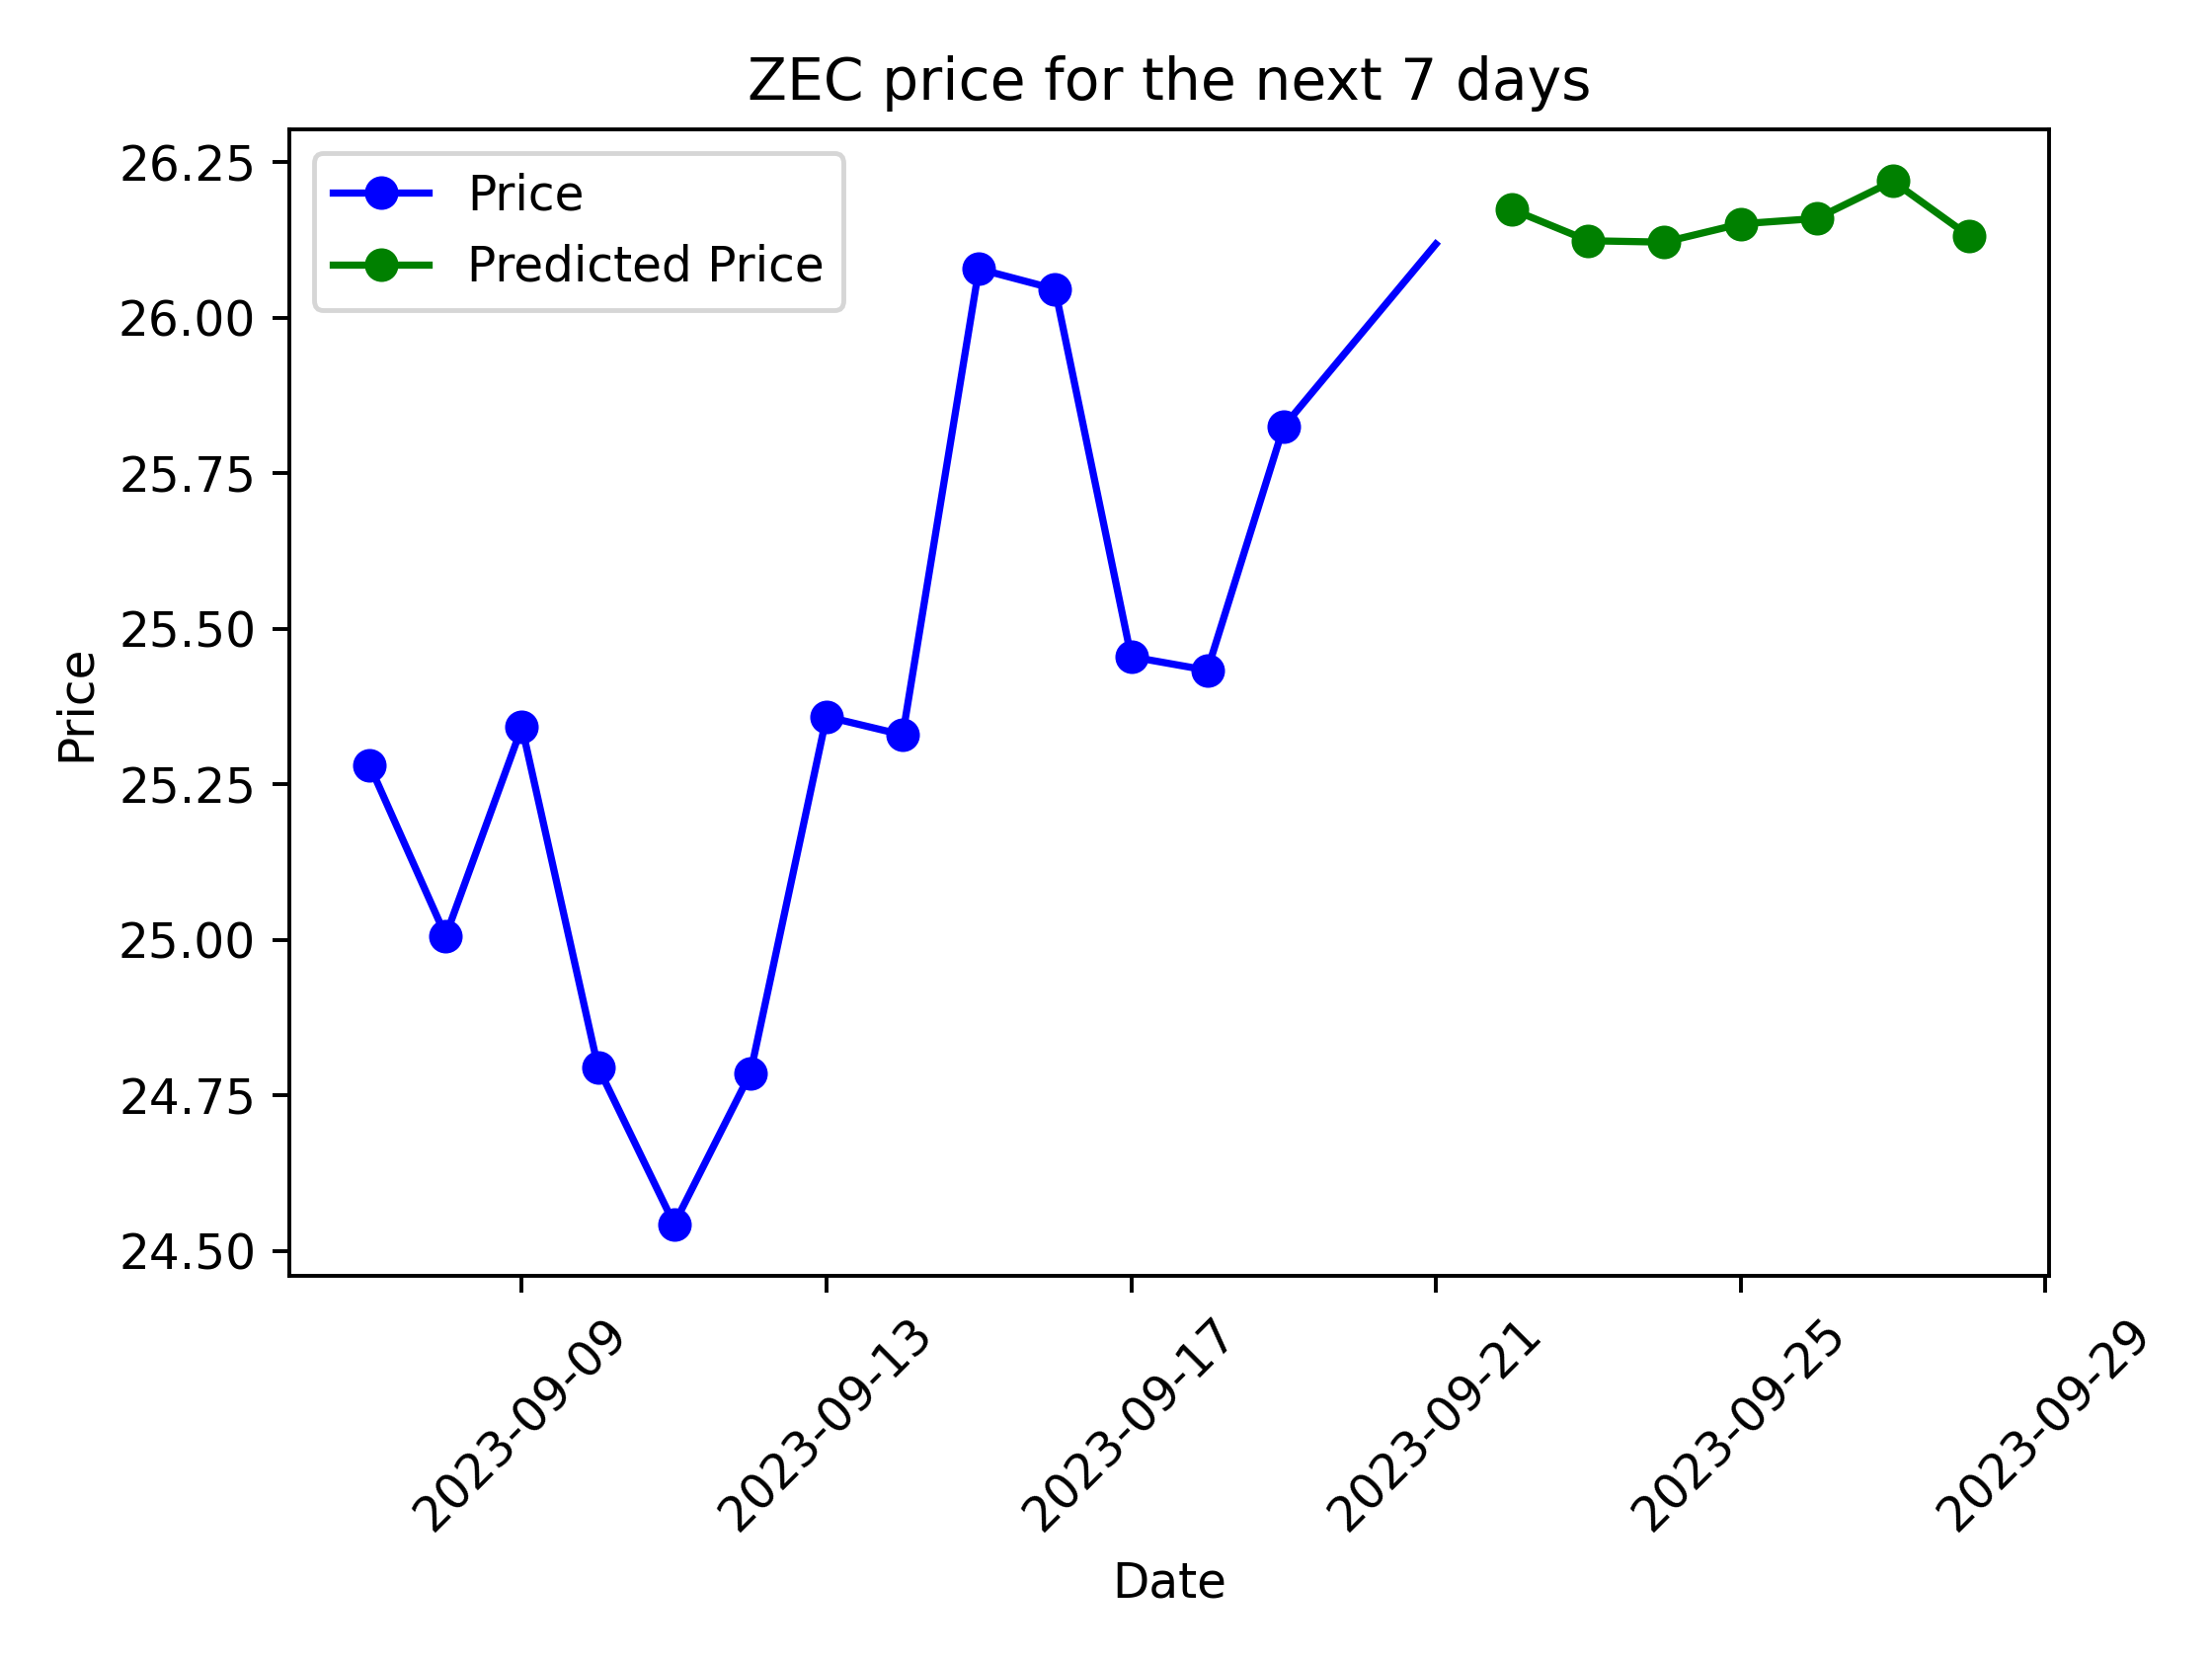 ZEC price for the next 7 days
Price
Predicted Price
26.25
26.00
25.75
25.50
25.25
25.00
24.75
24.50
Price
2023-09-09
2023-09-13
2023-09-17
2023-09-21
2023-09-25
2023-09-29
Date